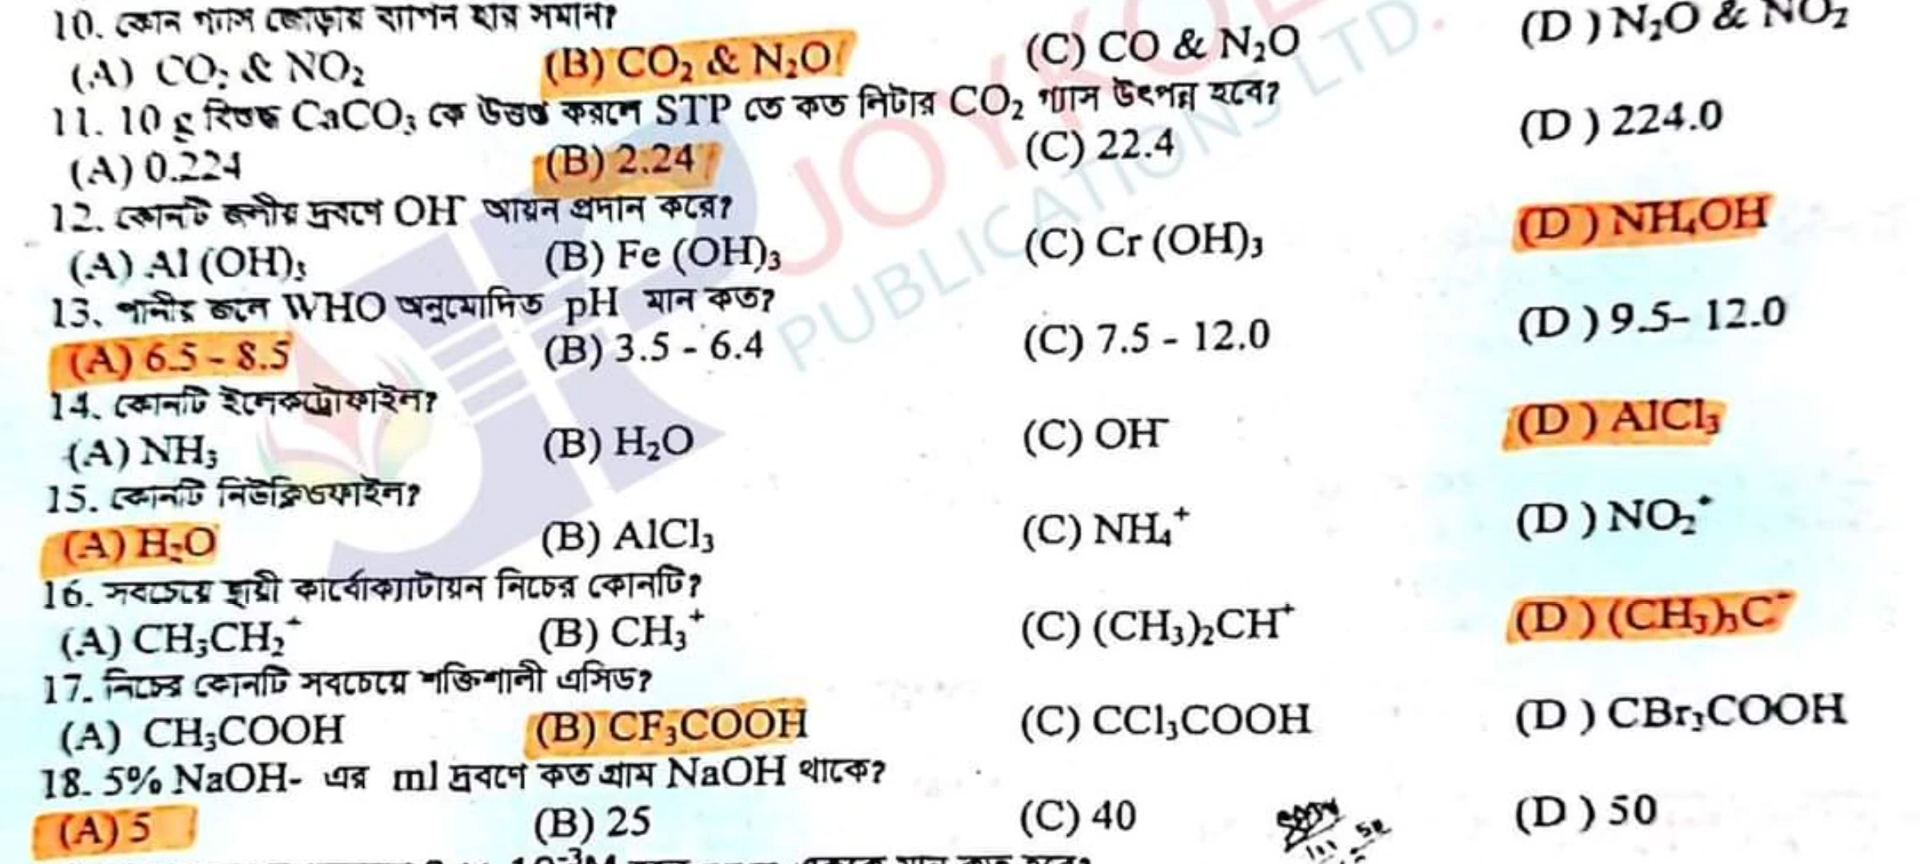 10. কোন গ্যাস জোড়ার ব্যাপন হার সমান?
(A) CO₂ & NO₂ (B) CO₂ & N₂O (C) CO & N₂O (D) N₂O & NO₂
11. 10 g বিশুদ্ধ CaCO₃ কে উত্তপ্ত করলে STP তে কত লিটার CO₂ গ্যাস উৎপন্ন হবে?
(A) 0.224 (B) 2.24 (C) 22.4 (D) 224.0
12. কোনটি জলীয় দ্রবণে OH⁻ আয়ন প্রদান করে?
(A) Al (OH)₃ (B) Fe (OH)₃ (C) Cr (OH)₃ (D) NH₄OH
13. পানীয় জলে WHO অনুমোদিত pH মান কত?
(A) 6.5 - 8.5 (B) 3.5 - 6.4 (C) 7.5 - 12.0 (D) 9.5- 12.0
14. কোনটি ইলেকট্রোফাইল?
(A) NH₃ (B) H₂O (C) OH⁻ (D) AlCl₃
15. কোনটি নিউক্লিওফাইল?
(A) H₂O (B) AlCl₃ (C) NH₄⁺ (D) NO₂⁺
16. সবচেয়ে স্থায়ী কার্বোক্যাটায়ন নিচের কোনটি?
(A) CH₃CH₂⁺ (B) CH₃⁺ (C) (CH₃)₂CH⁺ (D) (CH₃)₃C⁺
17. নিচের কোনটি সবচেয়ে শক্তিশালী এসিড?
(A) CH₃COOH (B) CF₃COOH (C) CCl₃COOH (D) CBr₃COOH
18. 5% NaOH- এর ml দ্রবণে কত গ্রাম NaOH থাকে?
(A) 5 (B) 25 (C) 40 (D) 50
PUBLICATIONS LTD.